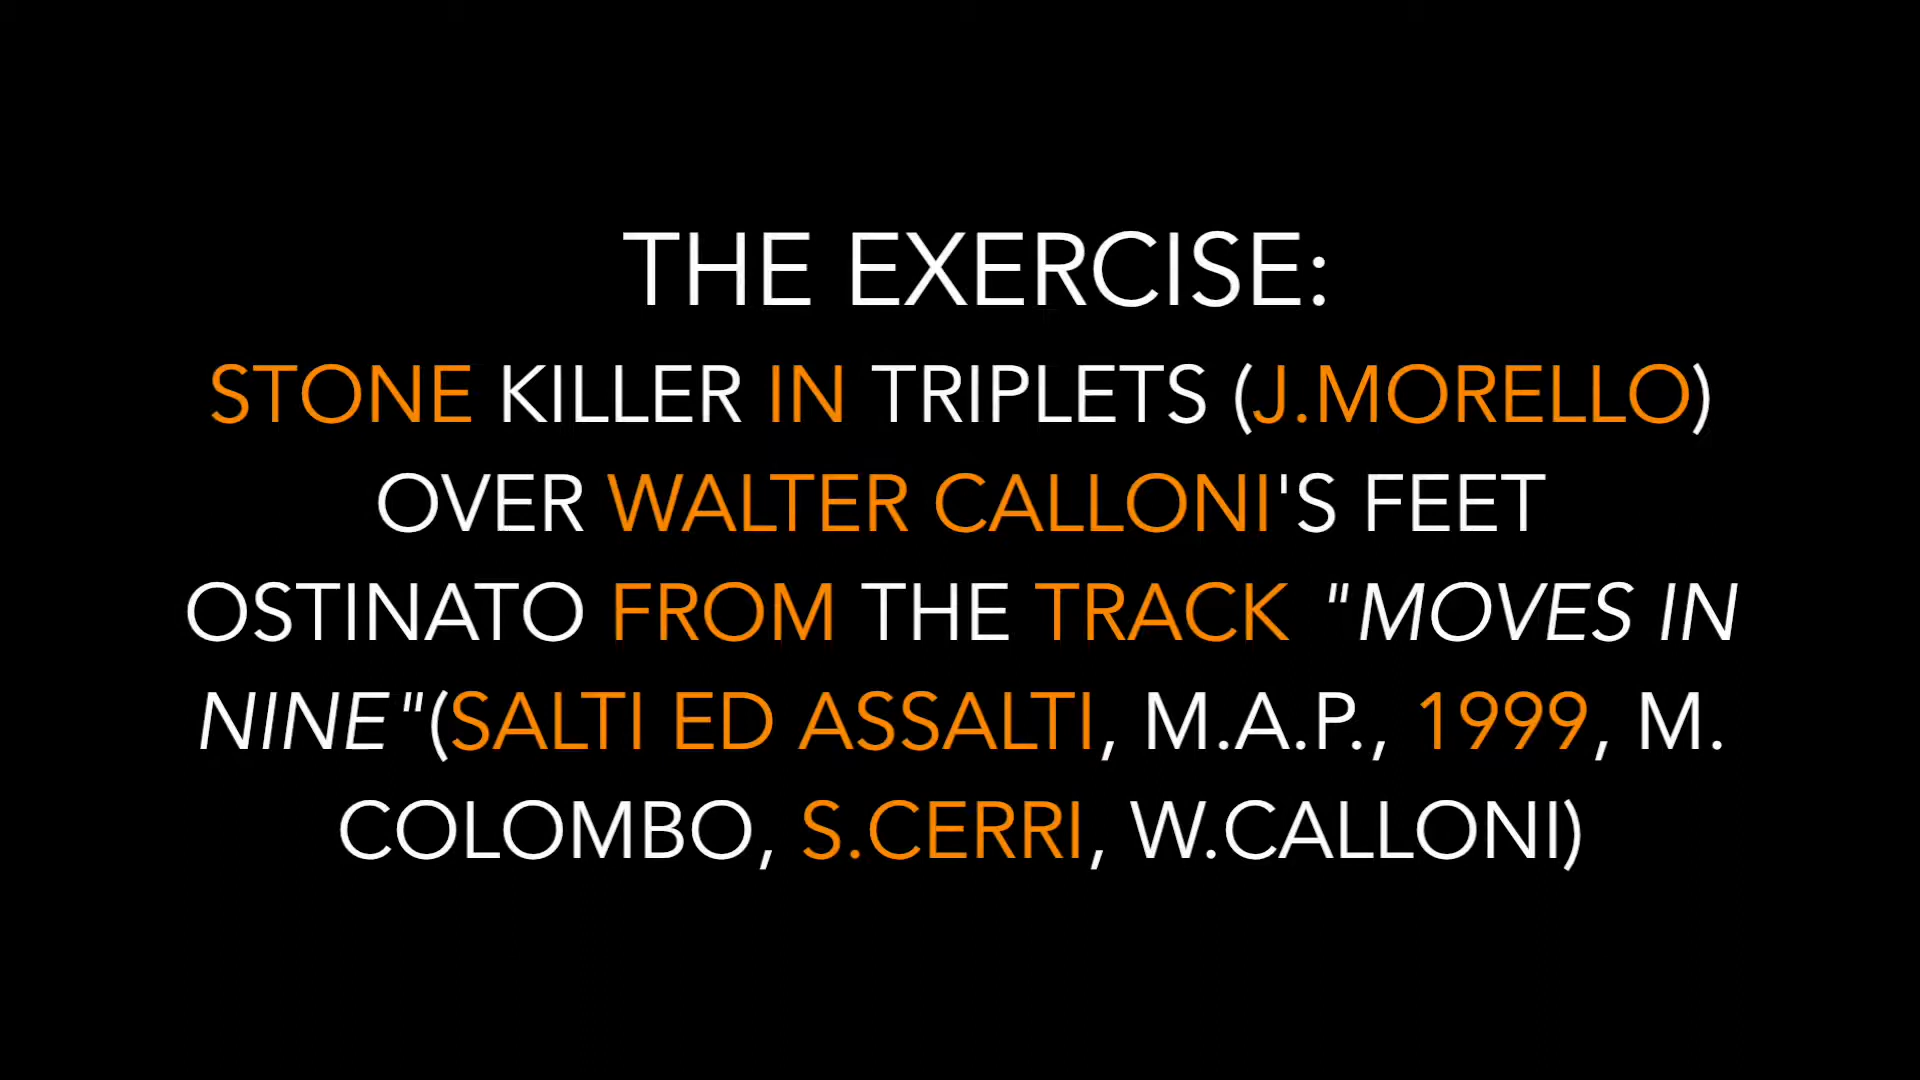 THE EXERCISE:
STONE KILLER IN TRIPLETS (J.MORELLO)
OVER WALTER CALLONI'S FEET
OSTINATO FROM THE TRACK "MOVES IN
NINE"(SALTI ED ASSALTI, M.A.P., 1999, M.
COLOMBO, S.CERRI, W.CALLONI)